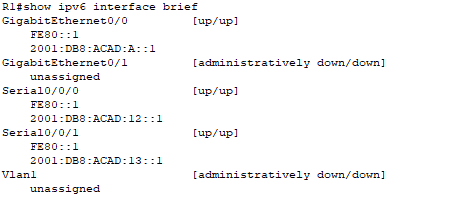 R1#show ipv6 interface brief
GigabitEthernet0/0 [up/up]
FE80::1
2001:DB8:ACAD:A::1
GigabitEthernet0/1 [administratively down/down]
unassigned
Serial0/0/0 [up/up]
FE80::1
2001:DB8:ACAD:12::1
Serial0/0/1 [up/up]
FE80::1
2001:DB8:ACAD:13::1
Vlan1 [administratively down/down]
unassigned